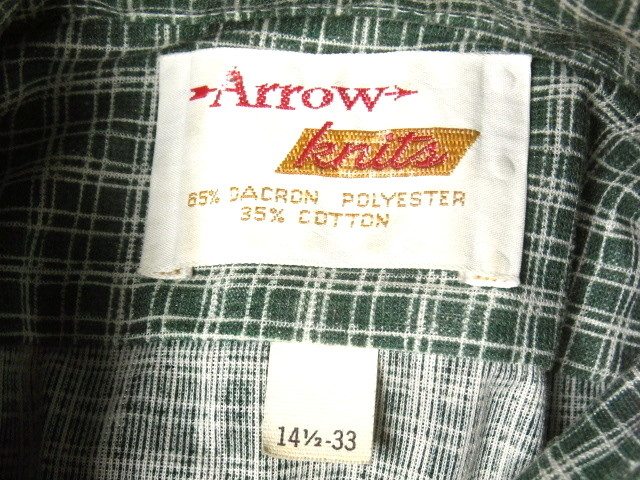 Arrow
knits
65% DACRON POLYESTER
35% COTTON
14½-33